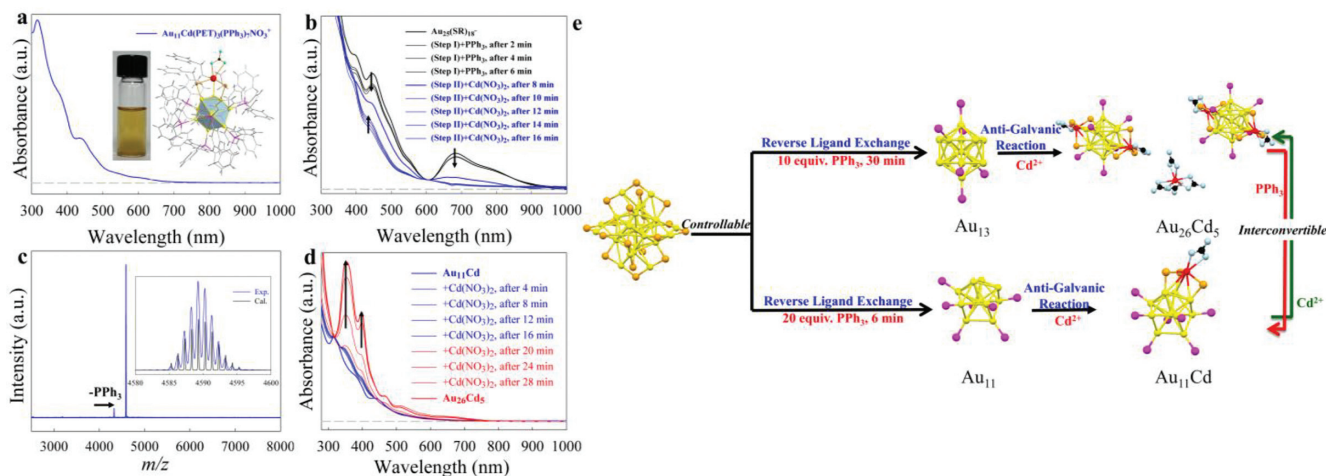 a
Absorbance (a.u.)
Au₁₁Cd(PET)₃(PPh₃)₇NO₃⁺
300 400 500 600 700 800 900 1000
Wavelength (nm)
b
Absorbance (a.u.)
Au₂₅(SR)₁₈⁻
(Step I)+PPh₃, after 2 min
(Step I)+PPh₃, after 4 min
(Step I)+PPh₃, after 6 min
(Step II)+Cd(NO₃)₂, after 8 min
(Step II)+Cd(NO₃)₂, after 10 min
(Step II)+Cd(NO₃)₂, after 12 min
(Step II)+Cd(NO₃)₂, after 14 min
(Step II)+Cd(NO₃)₂, after 16 min
300 400 500 600 700 800 900 1000
Wavelength (nm)
c
Intensity (a.u.)
Exp.
Cal.
4580 4585 4590 4595 4600
-PPh₃
3000 4000 5000 6000 7000 8000
m/z
d
Absorbance (a.u.)
Au₁₁Cd
+Cd(NO₃)₂, after 4 min
+Cd(NO₃)₂, after 8 min
+Cd(NO₃)₂, after 12 min
+Cd(NO₃)₂, after 16 min
+Cd(NO₃)₂, after 20 min
+Cd(NO₃)₂, after 24 min
+Cd(NO₃)₂, after 28 min
Au₂₆Cd₅
300 400 500 600 700 800 900 1000
Wavelength (nm)
e
Controllable
Reverse Ligand Exchange
10 equiv. PPh₃, 30 min
Au₁₃
Anti-Galvanic
Reaction
Cd²⁺
Au₂₆Cd₅
PPh₃
Interconvertible
Cd²⁺
Reverse Ligand Exchange
20 equiv. PPh₃, 6 min
Au₁₁
Anti-Galvanic
Reaction
Cd²⁺
Au₁₁Cd